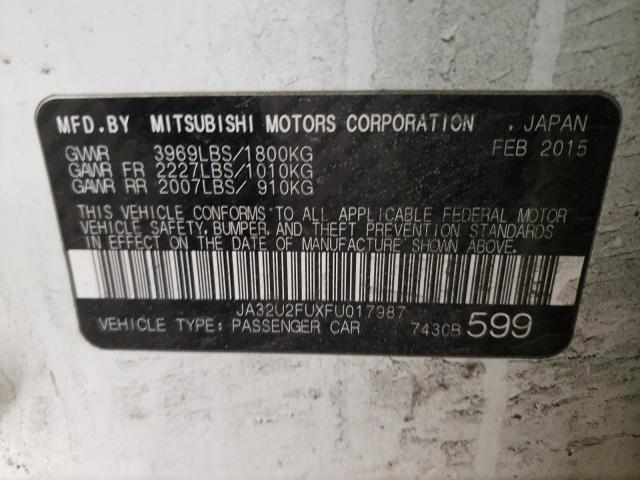 MFD.BY MITSUBISHI MOTORS CORPORATION , JAPAN
GVWR 3969LBS/1800KG FEB 2015
GAWR FR 2227LBS/1010KG
GAWR RR 2007LBS/ 910KG
THIS VEHICLE CONFORMS TO ALL APPLICABLE FEDERAL MOTOR
VEHICLE SAFETY, BUMPER, AND THEFT PREVENTION STANDARDS
IN EFFECT ON THE DATE OF MANUFACTURE SHOWN ABOVE.
JA32U2FUXFU017987
VEHICLE TYPE: PASSENGER CAR 7430B 599